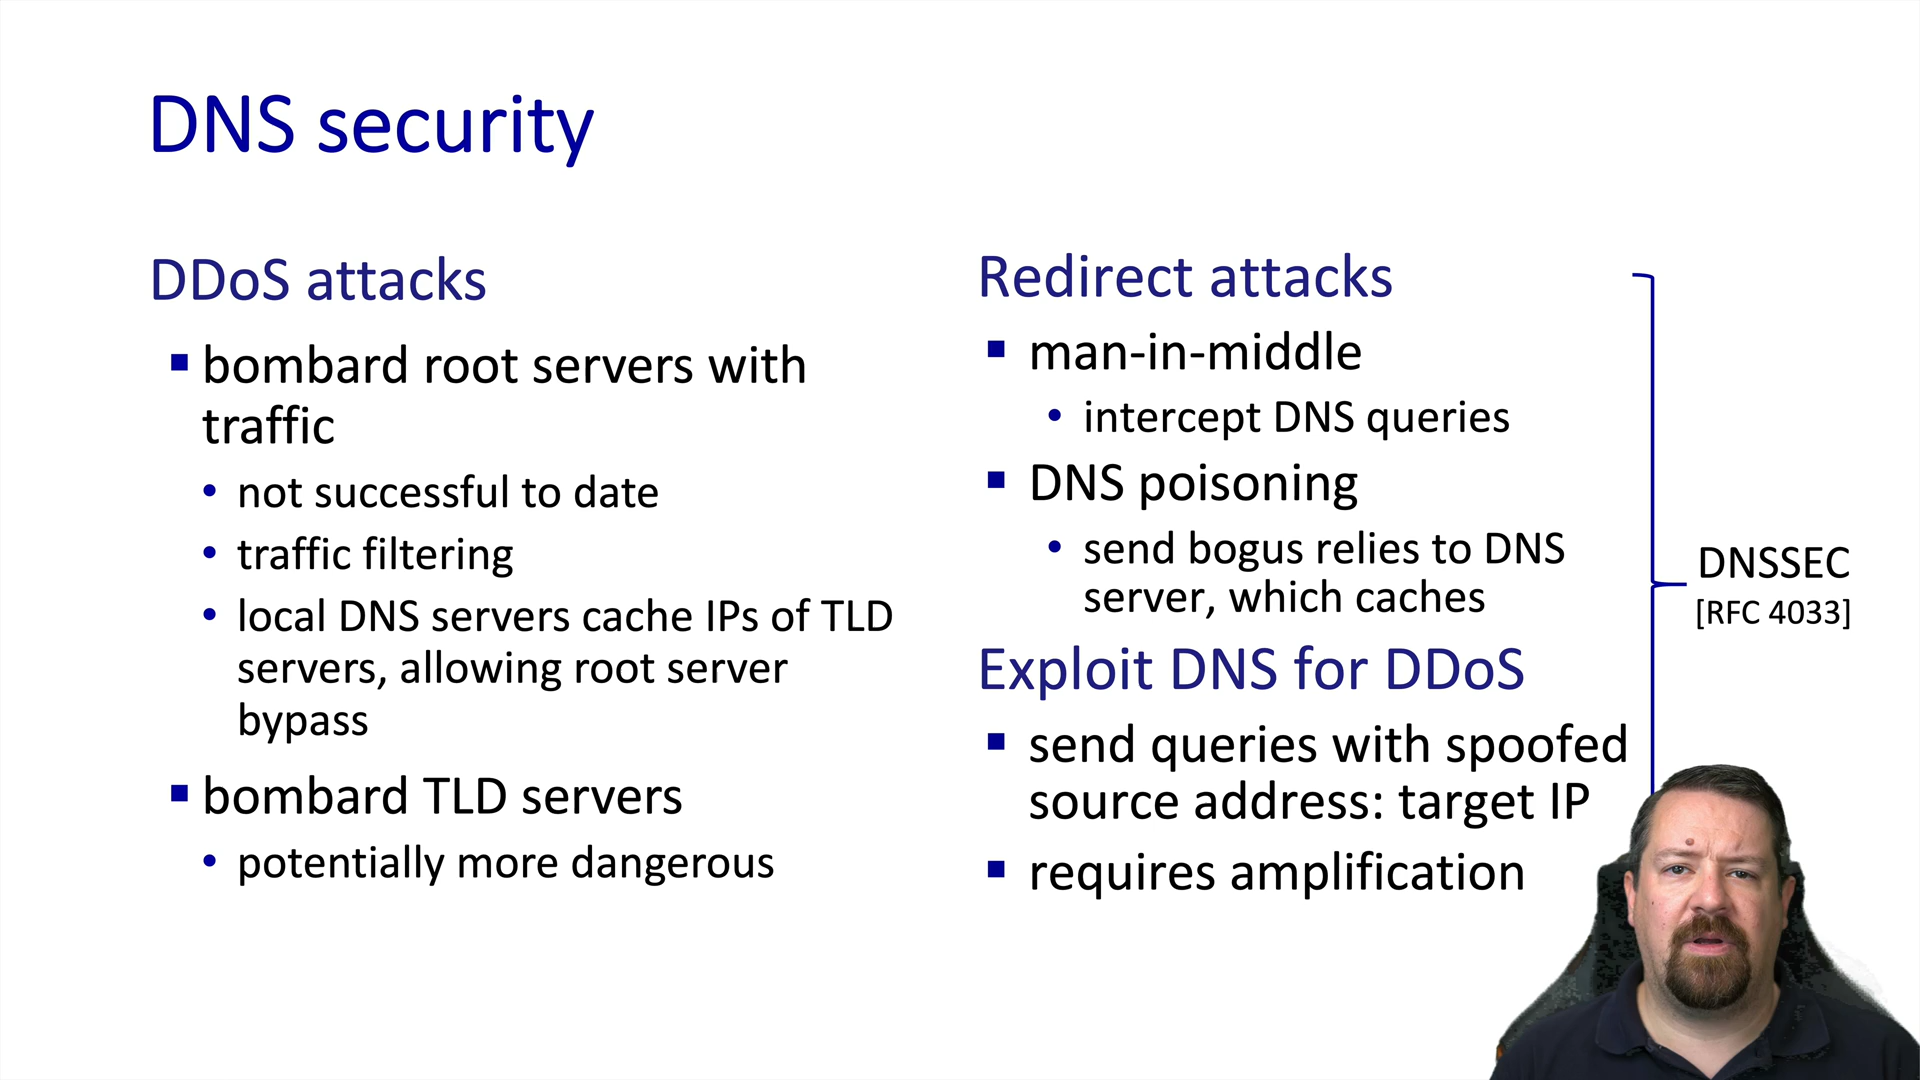 DNS security
DDoS attacks
bombard root servers with
traffic
not successful to date
traffic filtering
local DNS servers cache IPs of TLD
servers, allowing root server
bypass
bombard TLD servers
potentially more dangerous
Redirect attacks
man-in-middle
intercept DNS queries
DNS poisoning
send bogus relies to DNS
server, which caches
Exploit DNS for DDoS
send queries with spoofed
source address: target IP
requires amplification
DNSSEC
[RFC 4033]